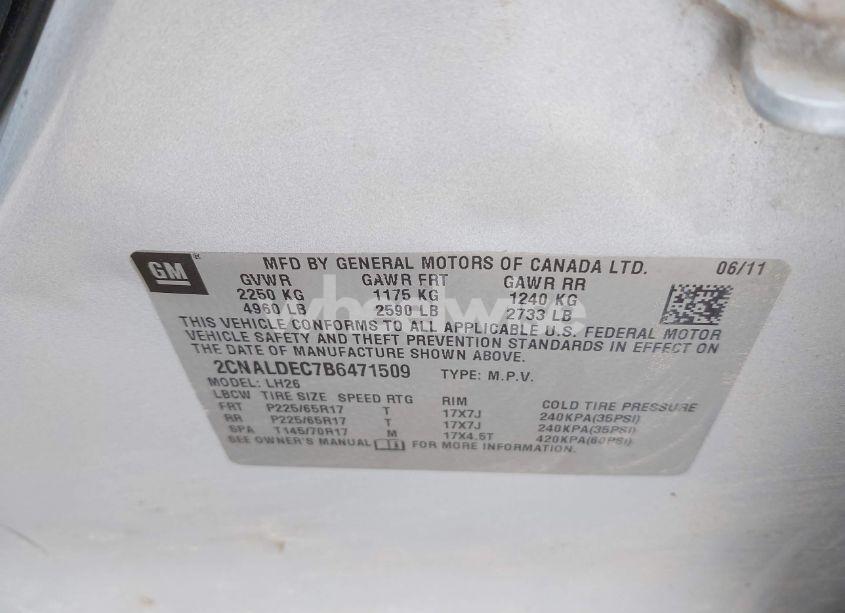 GM ® MFD BY GENERAL MOTORS OF CANADA LTD. 06/11
GVWR GAWR FRT GAWR RR
2250 KG 1175 KG 1240 KG
4960 LB 2590 LB 2733 LB
THIS VEHICLE CONFORMS TO ALL APPLICABLE U.S. FEDERAL MOTOR
VEHICLE SAFETY AND THEFT PREVENTION STANDARDS IN EFFECT ON
THE DATE OF MANUFACTURE SHOWN ABOVE.
2CNALDEC7B6471509 TYPE: M.P.V.
MODEL: LH26
LBCW TIRE SIZE SPEED RTG RIM COLD TIRE PRESSURE
FRT P225/65R17 T 17X7J 240KPA(35PSI)
RR P225/65R17 T 17X7J 240KPA(35PSI)
SPA T145/70R17 M 17X4.5T 420KPA(60PSI)
SEE OWNER'S MANUAL FOR MORE INFORMATION.